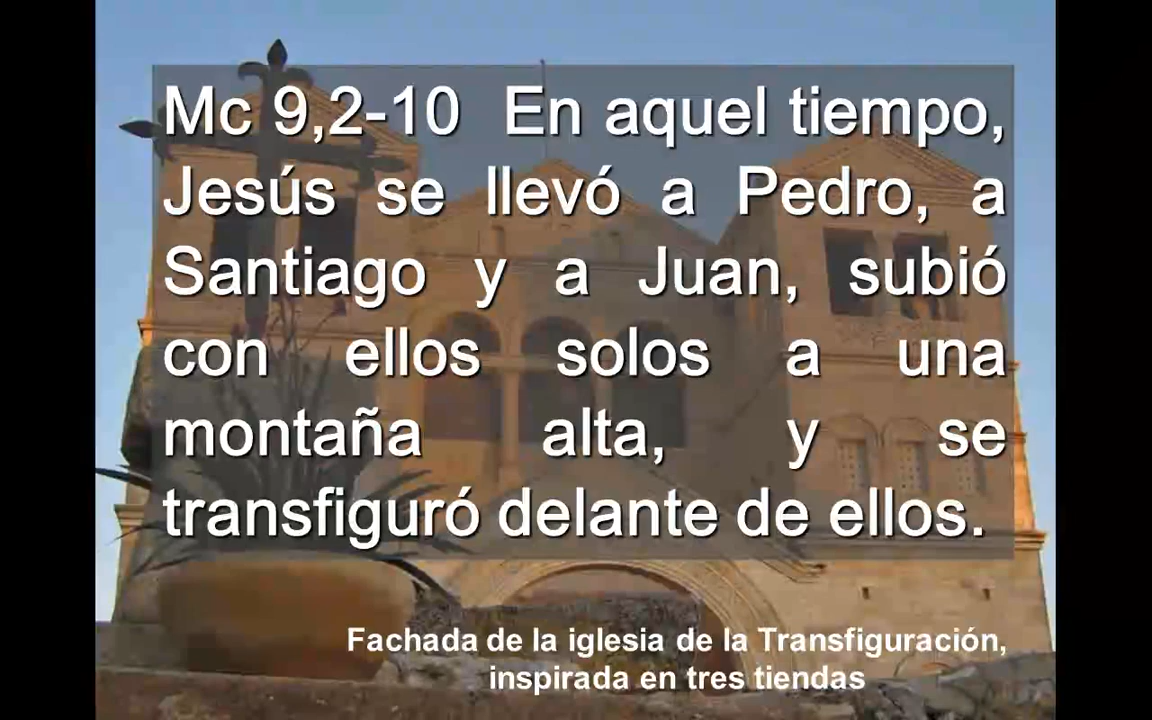 Mc 9,2-10 En aquel tiempo,
Jesús se llevó a Pedro, a
Santiago y a Juan, subió
con ellos solos a una
montaña alta, y se
transfiguró delante de ellos.
Fachada de la iglesia de la Transfiguración,
inspirada en tres tiendas